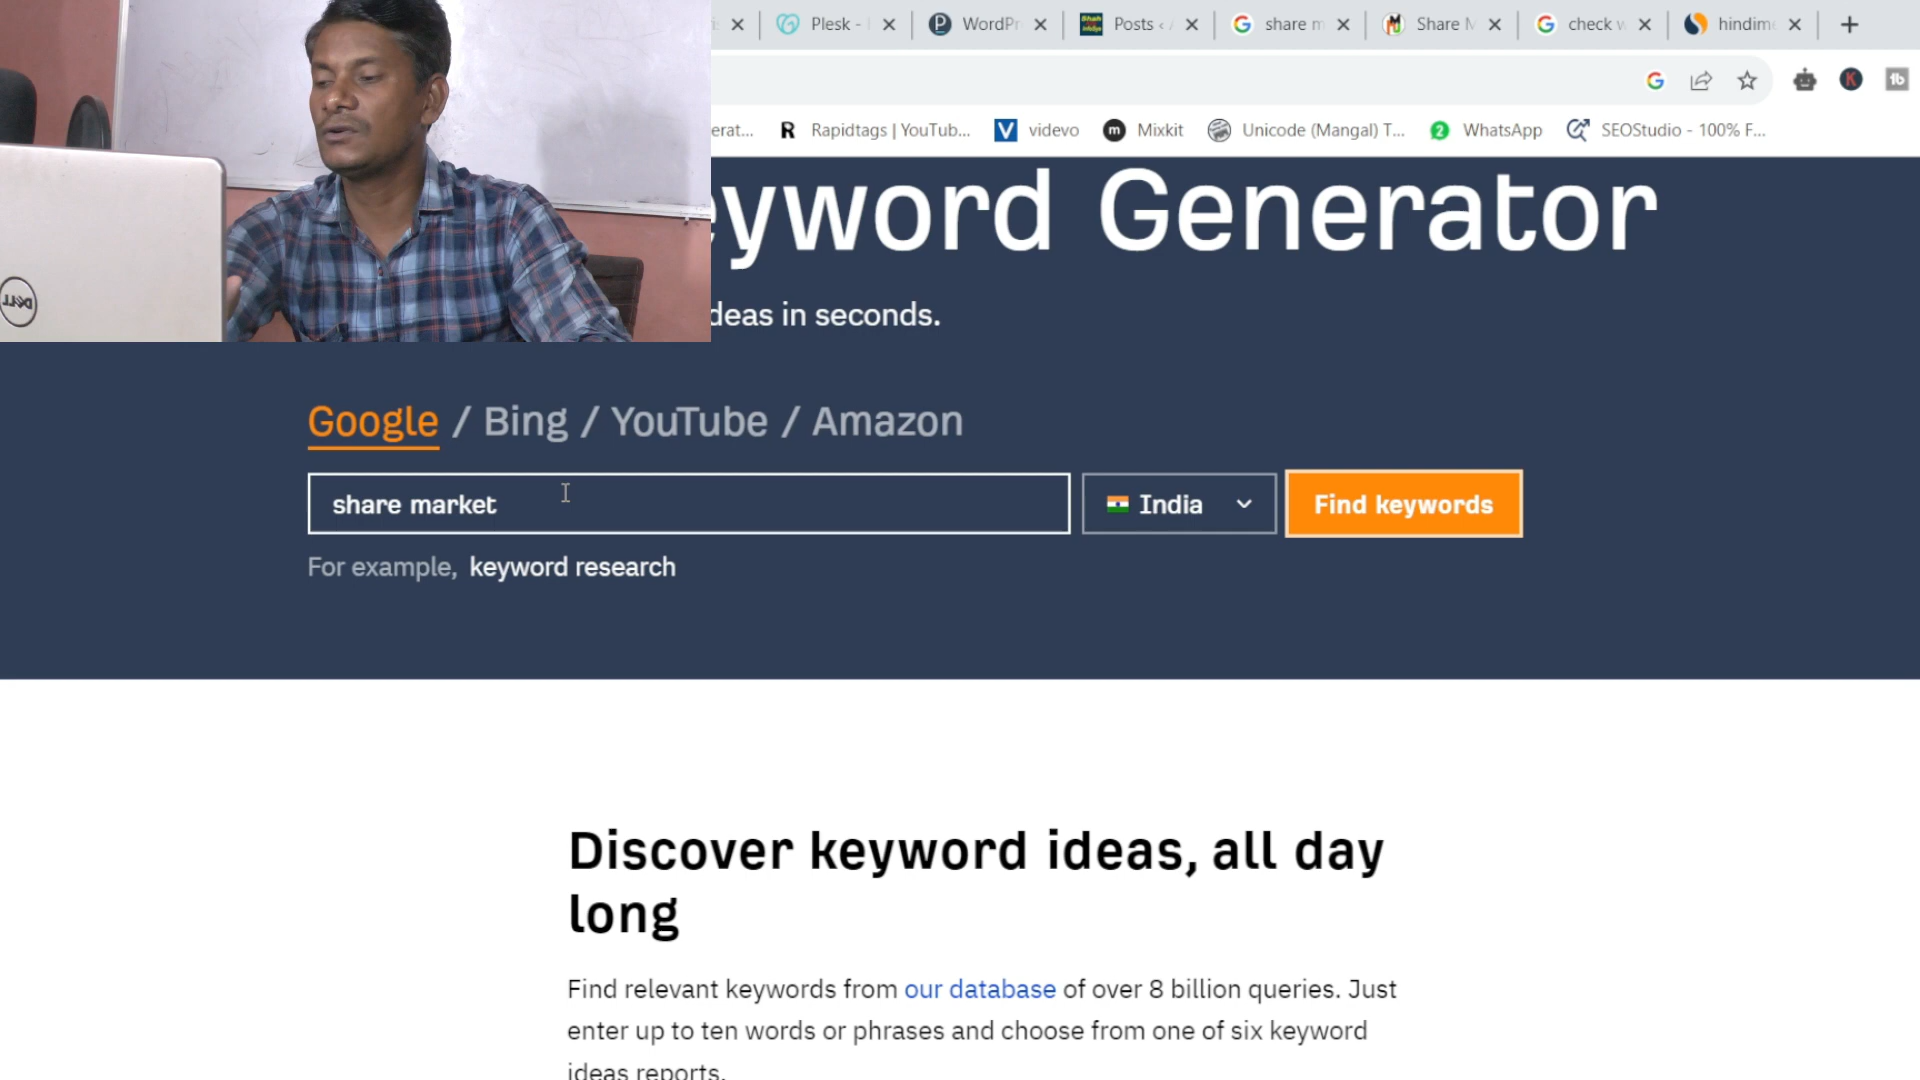 Plesk -
WordPr
Posts ‹
share m
Share M
check w
hindim
erat...
Rapidtags | YouTub...
videvo
Mixkit
Unicode (Mangal) T...
2
WhatsApp
SEOStudio - 100% F...
DELL
eyword Generator
deas in seconds.
Google / Bing / YouTube / Amazon
share market
India
Find keywords
For example, keyword research
Discover keyword ideas, all day
long
Find relevant keywords from our database of over 8 billion queries. Just
enter up to ten words or phrases and choose from one of six keyword
ideas reports.